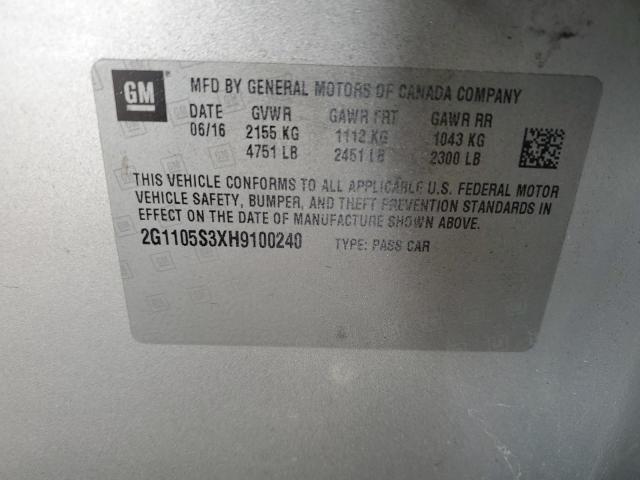 GM
MFD BY GENERAL MOTORS OF CANADA COMPANY
DATE GVWR GAWR FRT GAWR RR
06/16 2155 KG 1112 KG 1043 KG
4751 LB 2451 LB 2300 LB
THIS VEHICLE CONFORMS TO ALL APPLICABLE U.S. FEDERAL MOTOR
VEHICLE SAFETY, BUMPER, AND THEFT PREVENTION STANDARDS IN
EFFECT ON THE DATE OF MANUFACTURE SHOWN ABOVE.
2G1105S3XH9100240 TYPE: PASS CAR